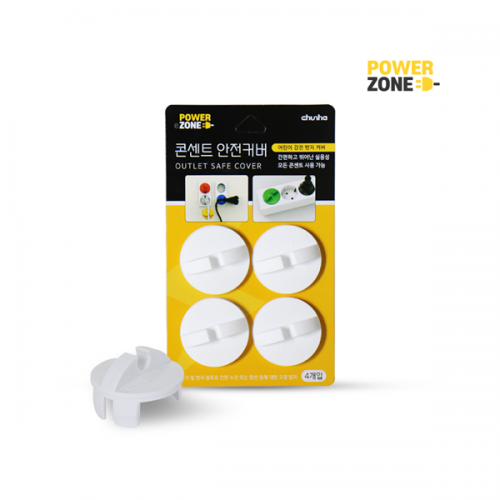 POWER
ZONE
POWER
ZONE
chusha
콘센트 안전커버
OUTLET SAFE COVER
어린이 감전 방지 커버
간편하고 뛰어난 실용성
모든 콘센트 사용 가능
4개입